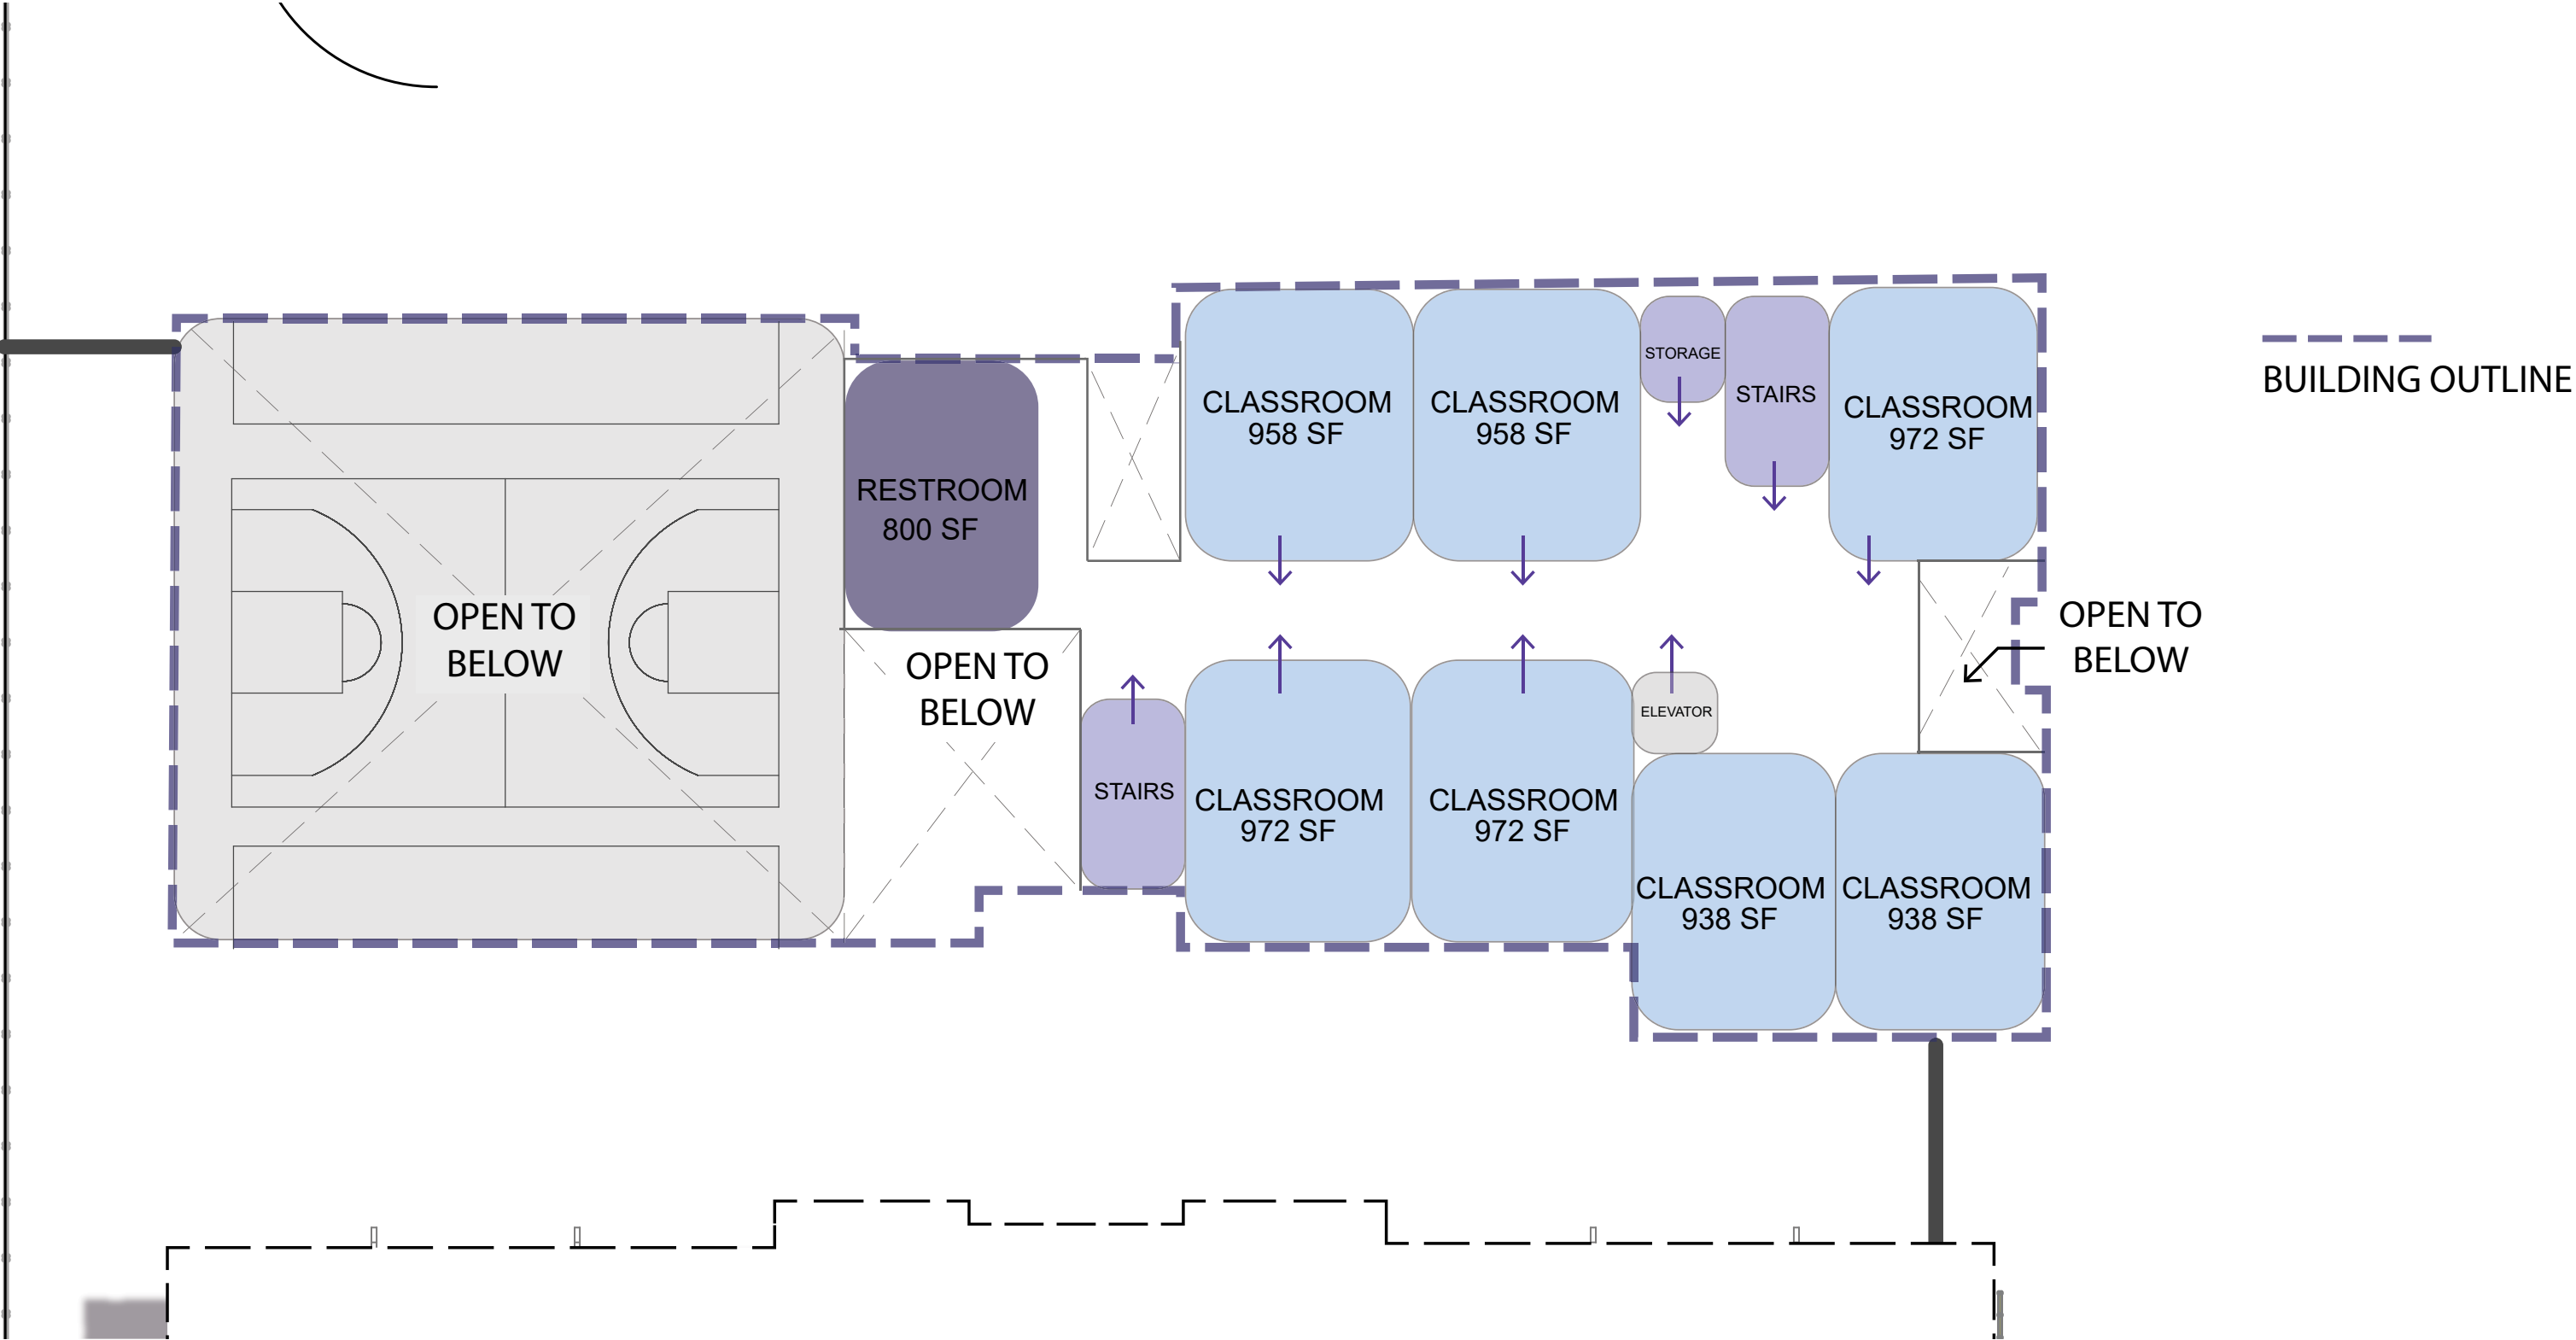 CLASSROOM
958 SF
CLASSROOM
958 SF
STORAGE
STAIRS
CLASSROOM
972 SF
BUILDING OUTLINE
RESTROOM
800 SF
OPEN TO
BELOW
OPEN TO
BELOW
OPEN TO
BELOW
STAIRS
CLASSROOM
972 SF
CLASSROOM
972 SF
ELEVATOR
CLASSROOM
938 SF
CLASSROOM
938 SF